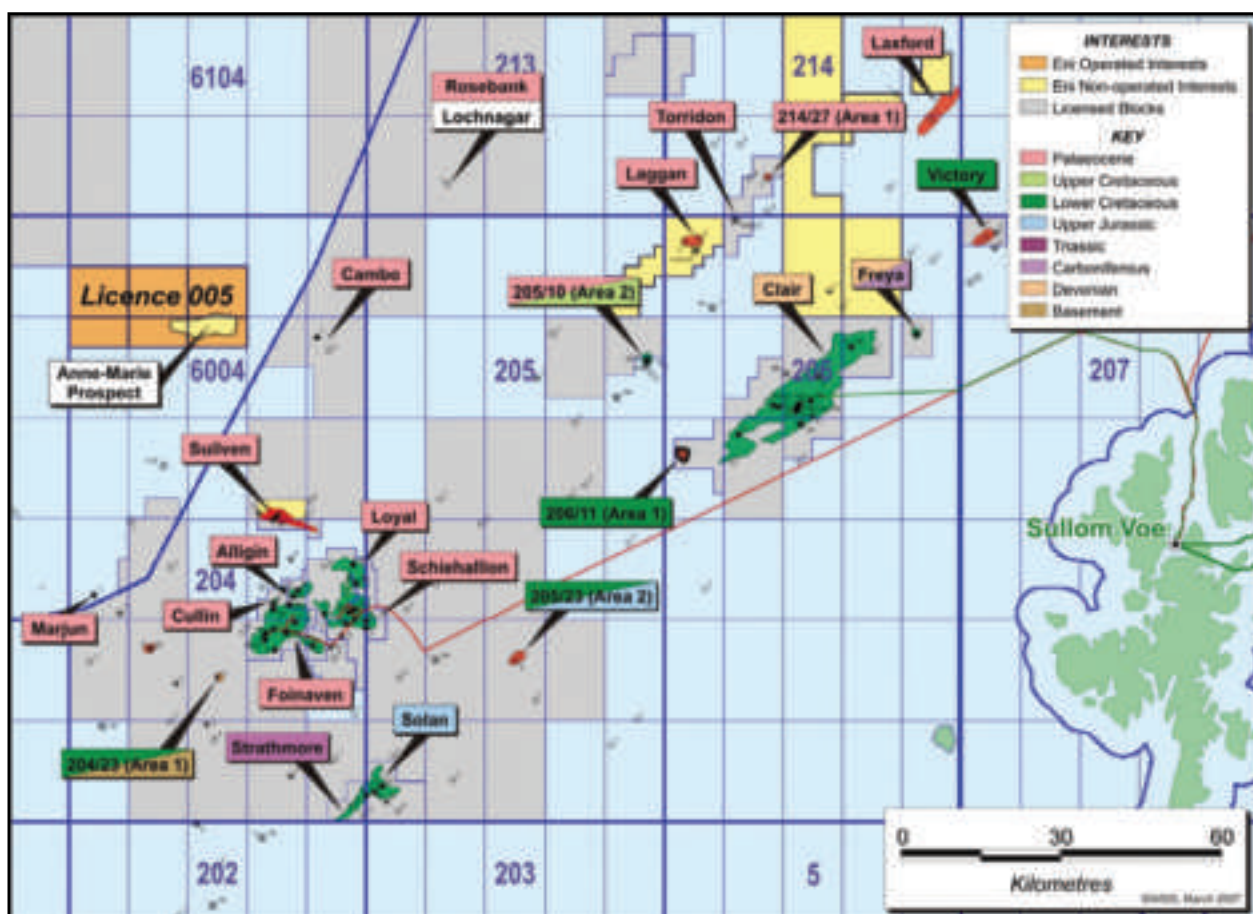 6104
213
214
Rosebank
Lochnagar
Laxford
Torridon
214/27 (Area 1)
Laggan
Victory
INTERESTS
Eni Operated Interests
Eni Non-operated Interests
Licensed Blocks
KEY
Palaeocene
Upper Cretaceous
Lower Cretaceous
Upper Jurassic
Triassic
Carboniferous
Devonian
Basement
Licence 005
Cambo
205/10 (Area 2)
Clair
Freya
Anne-Marie
Prospect
6004
205
206
207
Suilven
206/11 (Area 1)
Loyal
Sullom Voe
Alligin
204
Schiehallion
205/23 (Area 2)
Cullin
Marjun
Foinaven
Solan
Strathmore
204/23 (Area 1)
202
203
5
0
30
60
Kilometres
March 2007